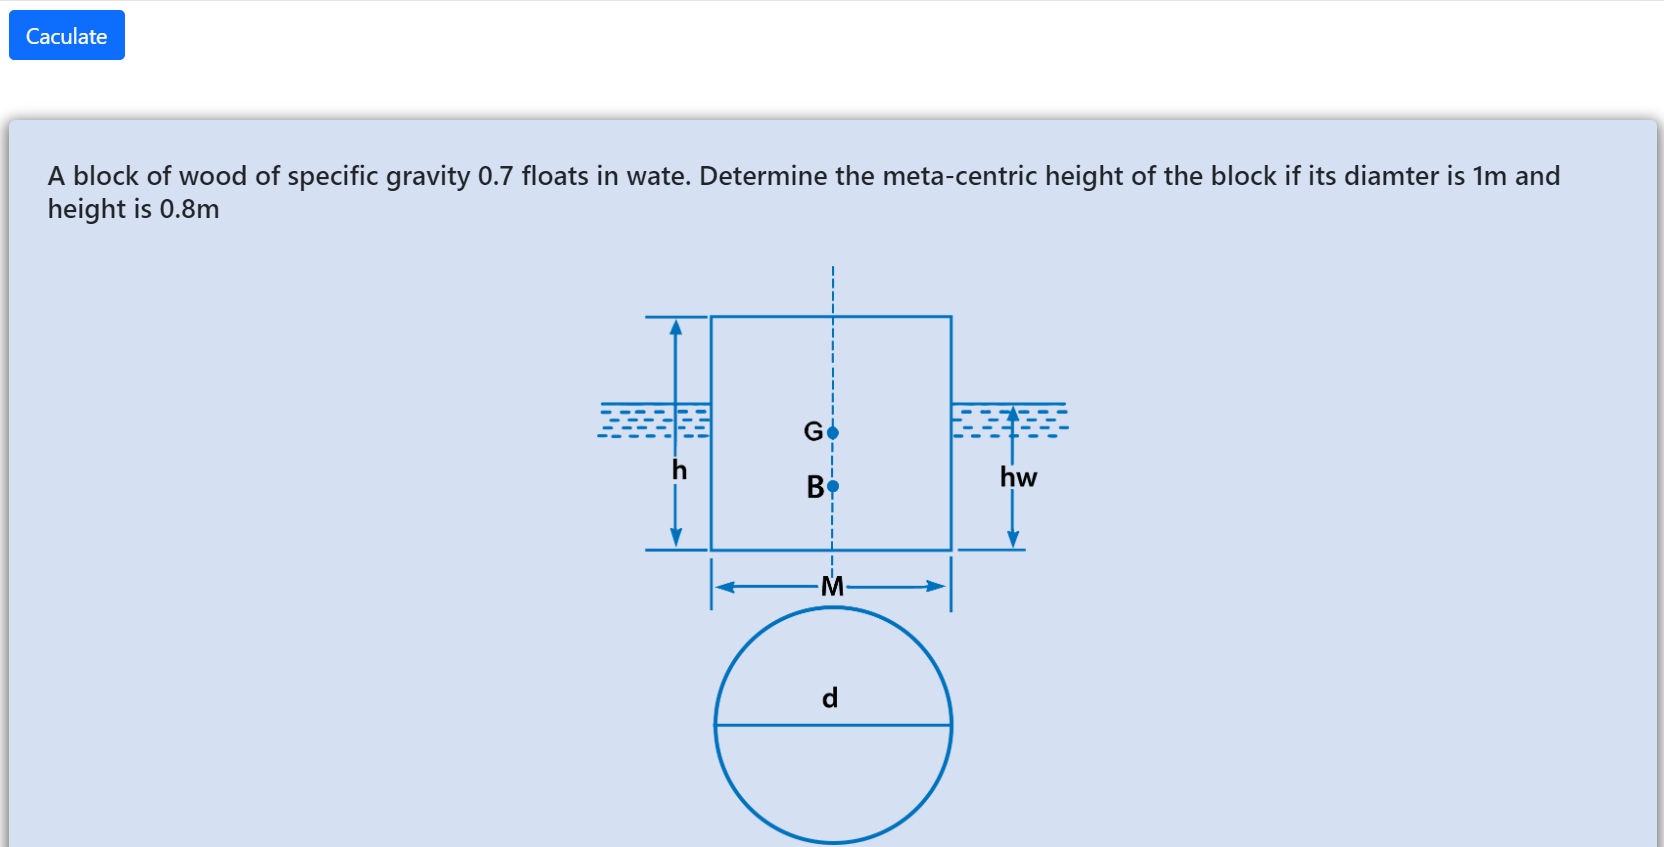 Caculate
A block of wood of specific gravity 0.7 floats in wate. Determine the meta-centric height of the block if its diamter is 1m and
height is 0.8m
G
h
B
hw
M
d